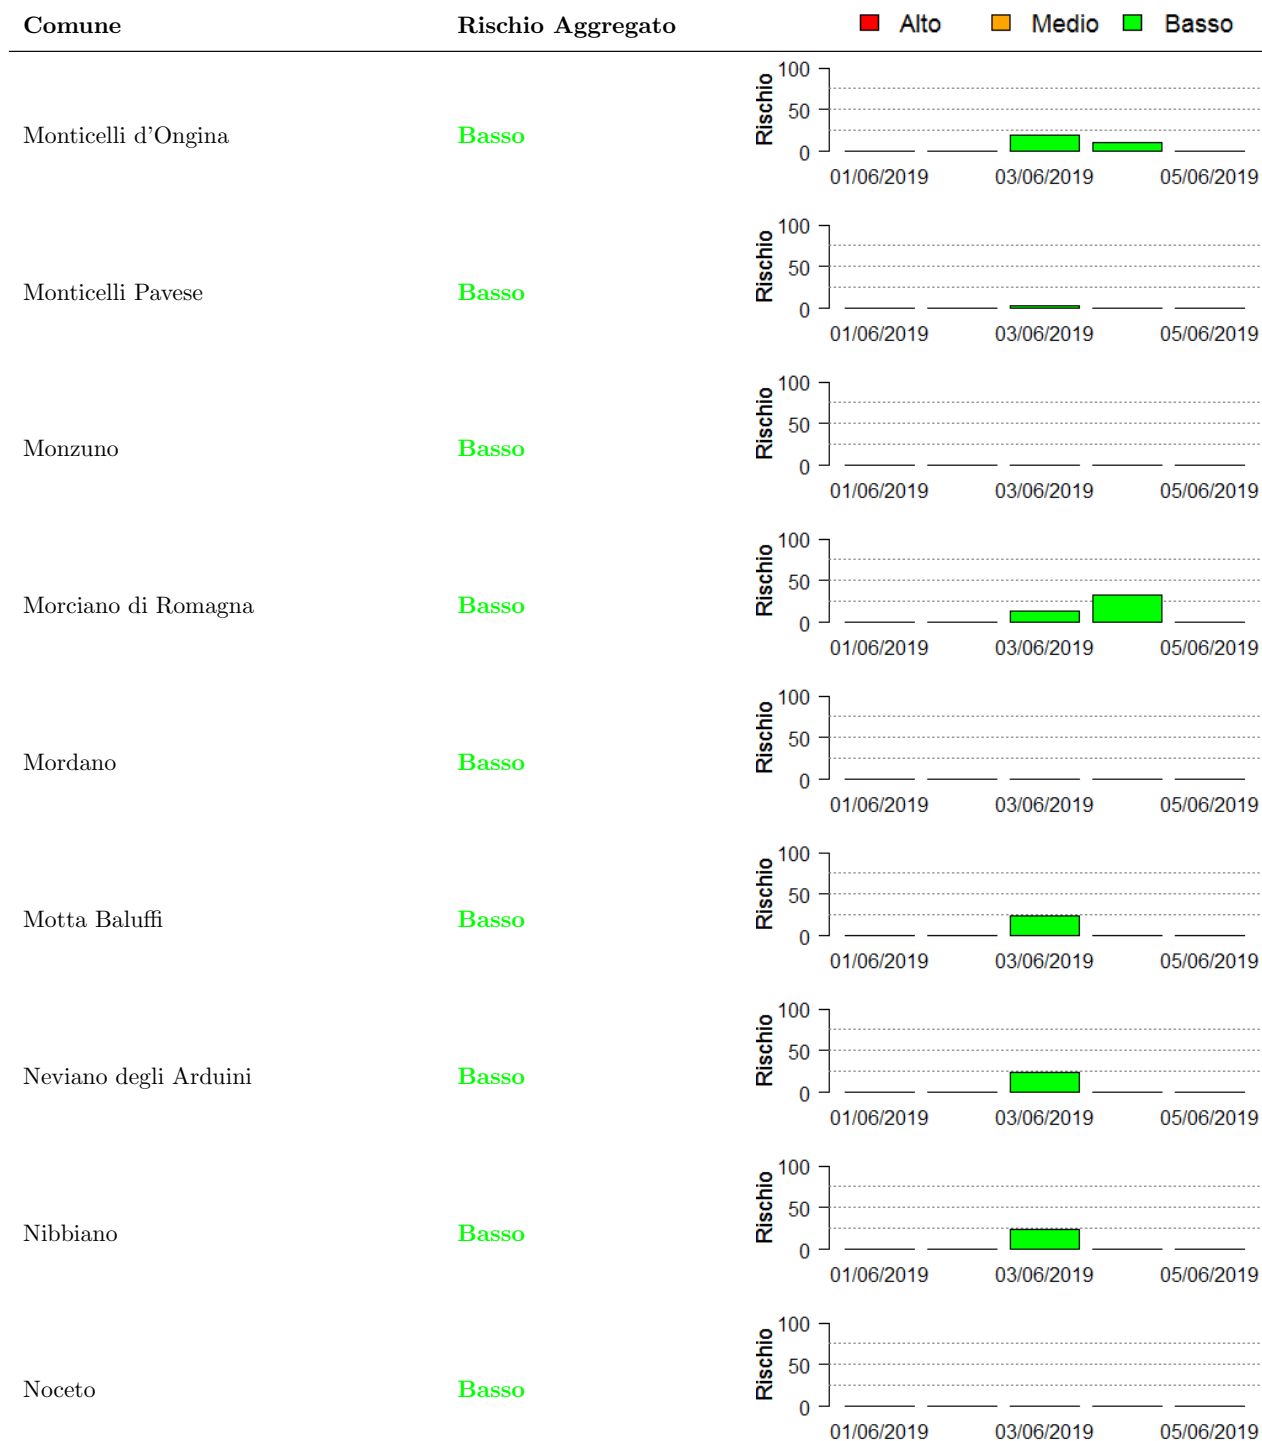 Comune Rischio Aggregato Alto Medio Basso
Monticelli d'Ongina Basso
Rischio
100
50
0
01/06/2019 03/06/2019 05/06/2019
Monticelli Pavese Basso
Rischio
100
50
0
01/06/2019 03/06/2019 05/06/2019
Monzuno Basso
Rischio
100
50
0
01/06/2019 03/06/2019 05/06/2019
Morciano di Romagna Basso
Rischio
100
50
0
01/06/2019 03/06/2019 05/06/2019
Mordano Basso
Rischio
100
50
0
01/06/2019 03/06/2019 05/06/2019
Motta Baluffi Basso
Rischio
100
50
0
01/06/2019 03/06/2019 05/06/2019
Neviano degli Arduini Basso
Rischio
100
50
0
01/06/2019 03/06/2019 05/06/2019
Nibbiano Basso
Rischio
100
50
0
01/06/2019 03/06/2019 05/06/2019
Noceto Basso
Rischio
100
50
0
01/06/2019 03/06/2019 05/06/2019